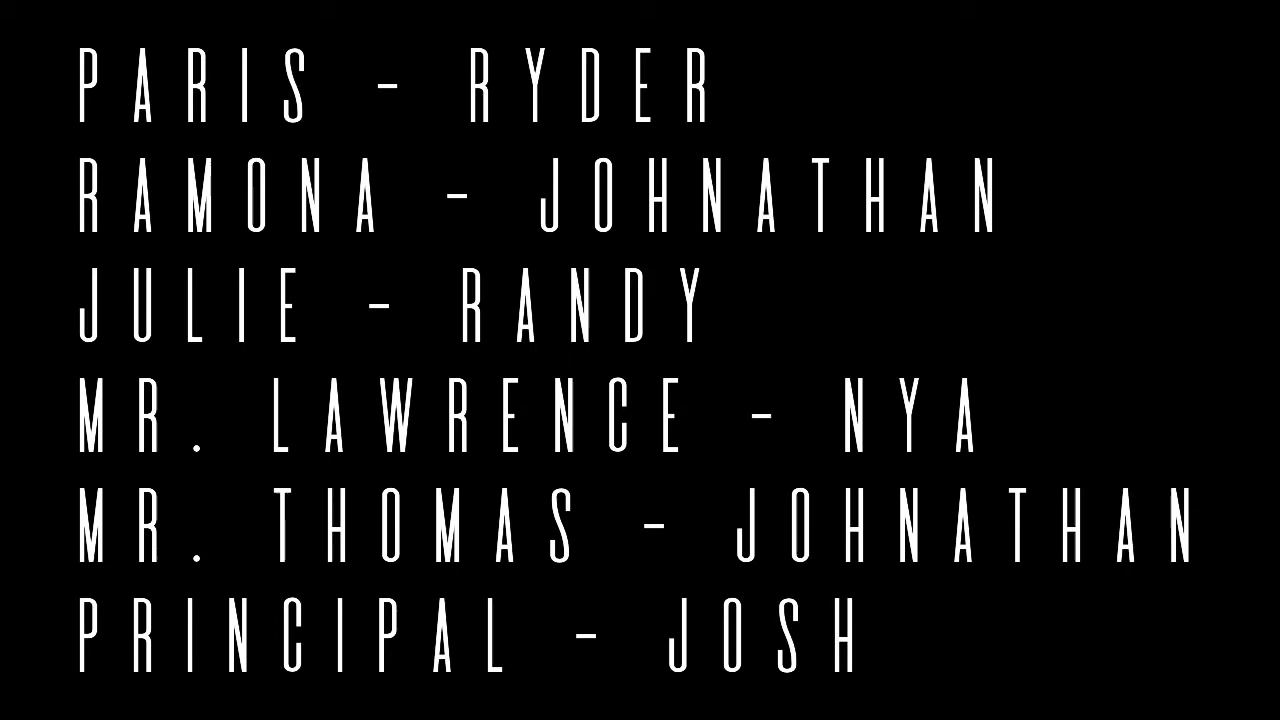 PARIS - RYDER
RAMONA - JOHNATHAN
JULIE - RANDY
MR. LAWRENCE - NYA
MR. THOMAS - JOHNATHAN
PRINCIPAL - JOSH